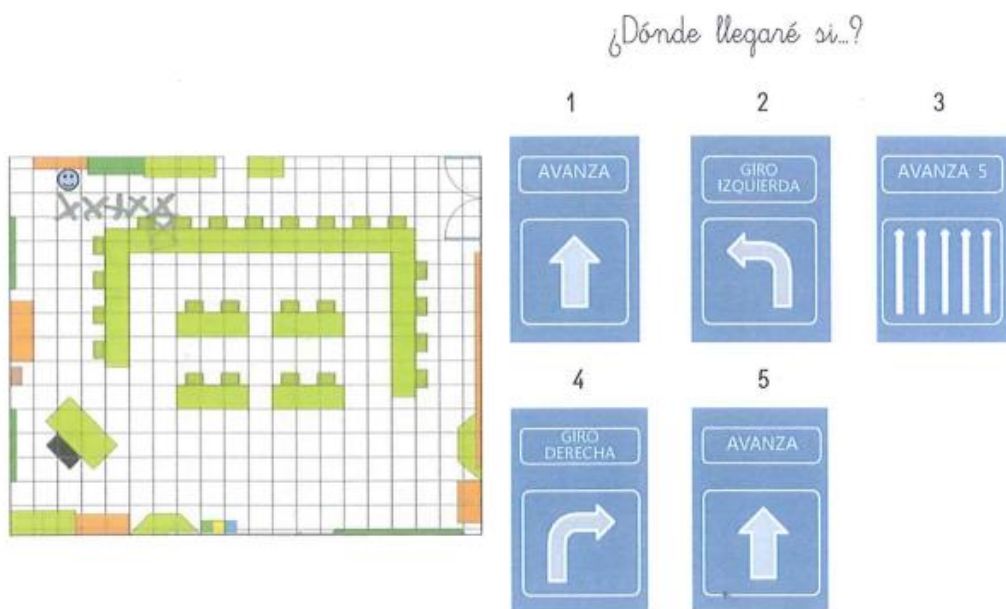 ¿Dónde llegaré si...?
1
2
3
AVANZA
GIRO
IZQUIERDA
AVANZA 5
4
5
GIRO
DERECHA
AVANZA